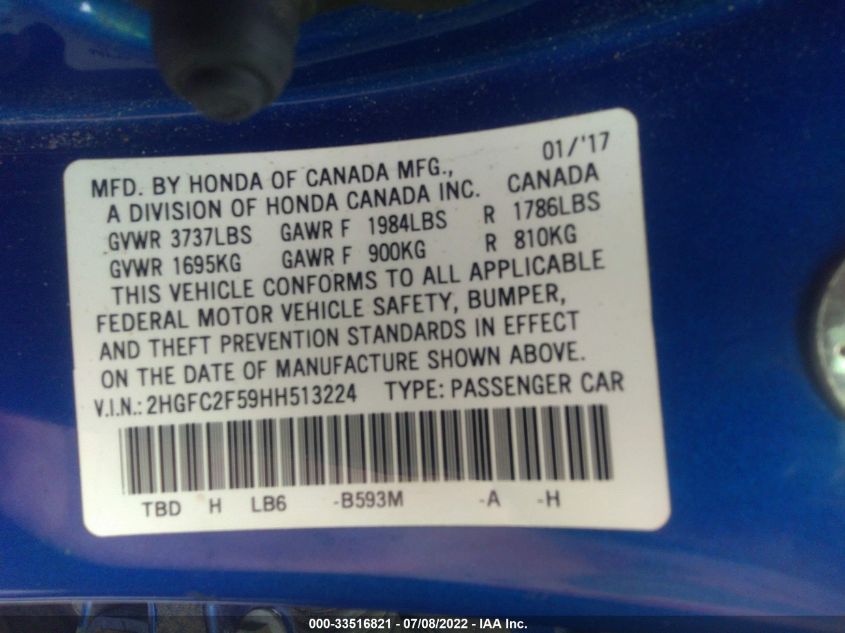 01/'17
MFD. BY HONDA OF CANADA MFG.,
A DIVISION OF HONDA CANADA INC. CANADA
GVWR 3737LBS GAWR F 1984LBS R 1786LBS
GVWR 1695KG GAWR F 900KG R 810KG
THIS VEHICLE CONFORMS TO ALL APPLICABLE
FEDERAL MOTOR VEHICLE SAFETY, BUMPER,
AND THEFT PREVENTION STANDARDS IN EFFECT
ON THE DATE OF MANUFACTURE SHOWN ABOVE.
V.I.N.: 2HGFC2F59HH513224 TYPE: PASSENGER CAR
TBD H LB6 -B593M -A -H
000-33516821 / 07/08/2022 - IAA Inc.